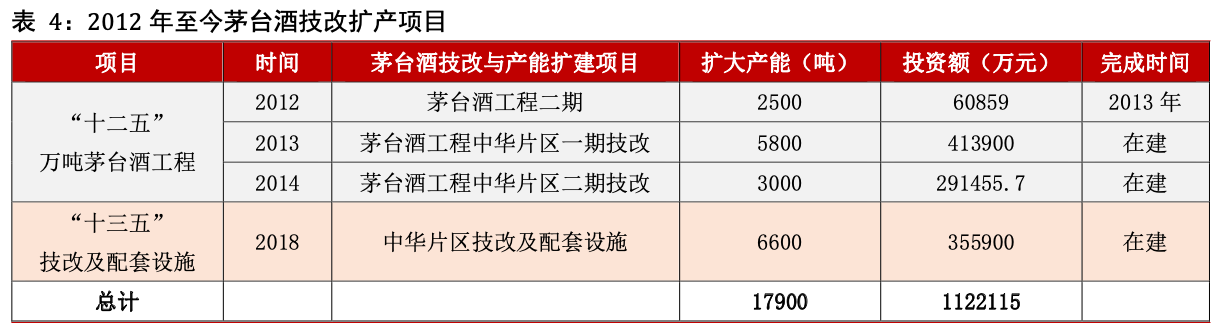 表 4：2012 年至今茅台酒技改扩产项目
项目 时间 茅台酒技改与产能扩建项目 扩大产能（吨） 投资额（万元） 完成时间
“十二五”
万吨茅台酒工程
2012 茅台酒工程二期 2500 60859 2013 年
2013 茅台酒工程中华片区一期技改 5800 413900 在建
2014 茅台酒工程中华片区二期技改 3000 291455.7 在建
“十三五”
技改及配套设施
2018 中华片区技改及配套设施 6600 355900 在建
总计 17900 1122115